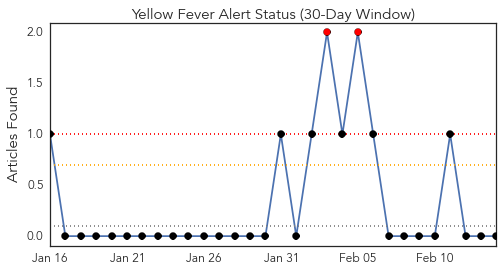 Yellow Fever Alert Status (30-Day Window)
Articles Found
2.0
1.5
1.0
0.5
0.0
Jan 16 Jan 21 Jan 26 Jan 31 Feb 05 Feb 10